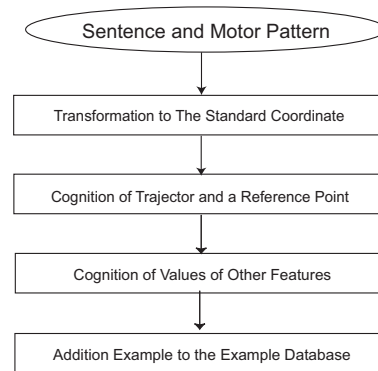 Sentence and Motor Pattern
Transformation to The Standard Coordinate
Cognition of Trajector and a Reference Point
Cognition of Values of Other Features
Addition Example to the Example Database